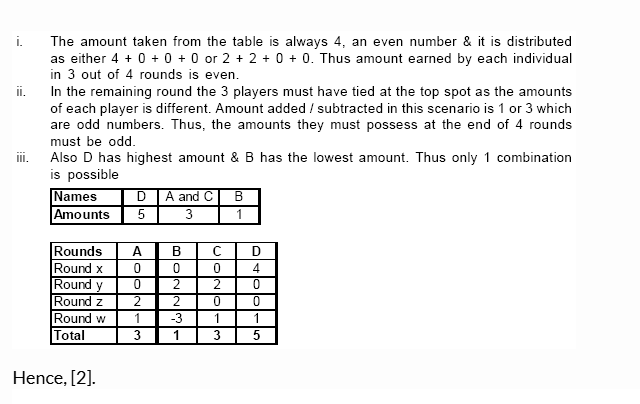 i. The amount taken from the table is always 4, an even number & it is distributed
as either 4 + 0 + 0 + 0 or 2 + 2 + 0 + 0. Thus amount earned by each individual
in 3 out of 4 rounds is even.
ii. In the remaining round the 3 players must have tied at the top spot as the amounts
of each player is different. Amount added / subtracted in this scenario is 1 or 3 which
are odd numbers. Thus, the amounts they must possess at the end of 4 rounds
must be odd.
iii. Also D has highest amount & B has the lowest amount. Thus only 1 combination
is possible
Names D A and C B
Amounts 5 3 1
Rounds A B C D
Round x 0 0 0 4
Round y 0 2 2 0
Round z 2 2 0 0
Round w 1 -3 1 1
Total 3 1 3 5
Hence, [2].